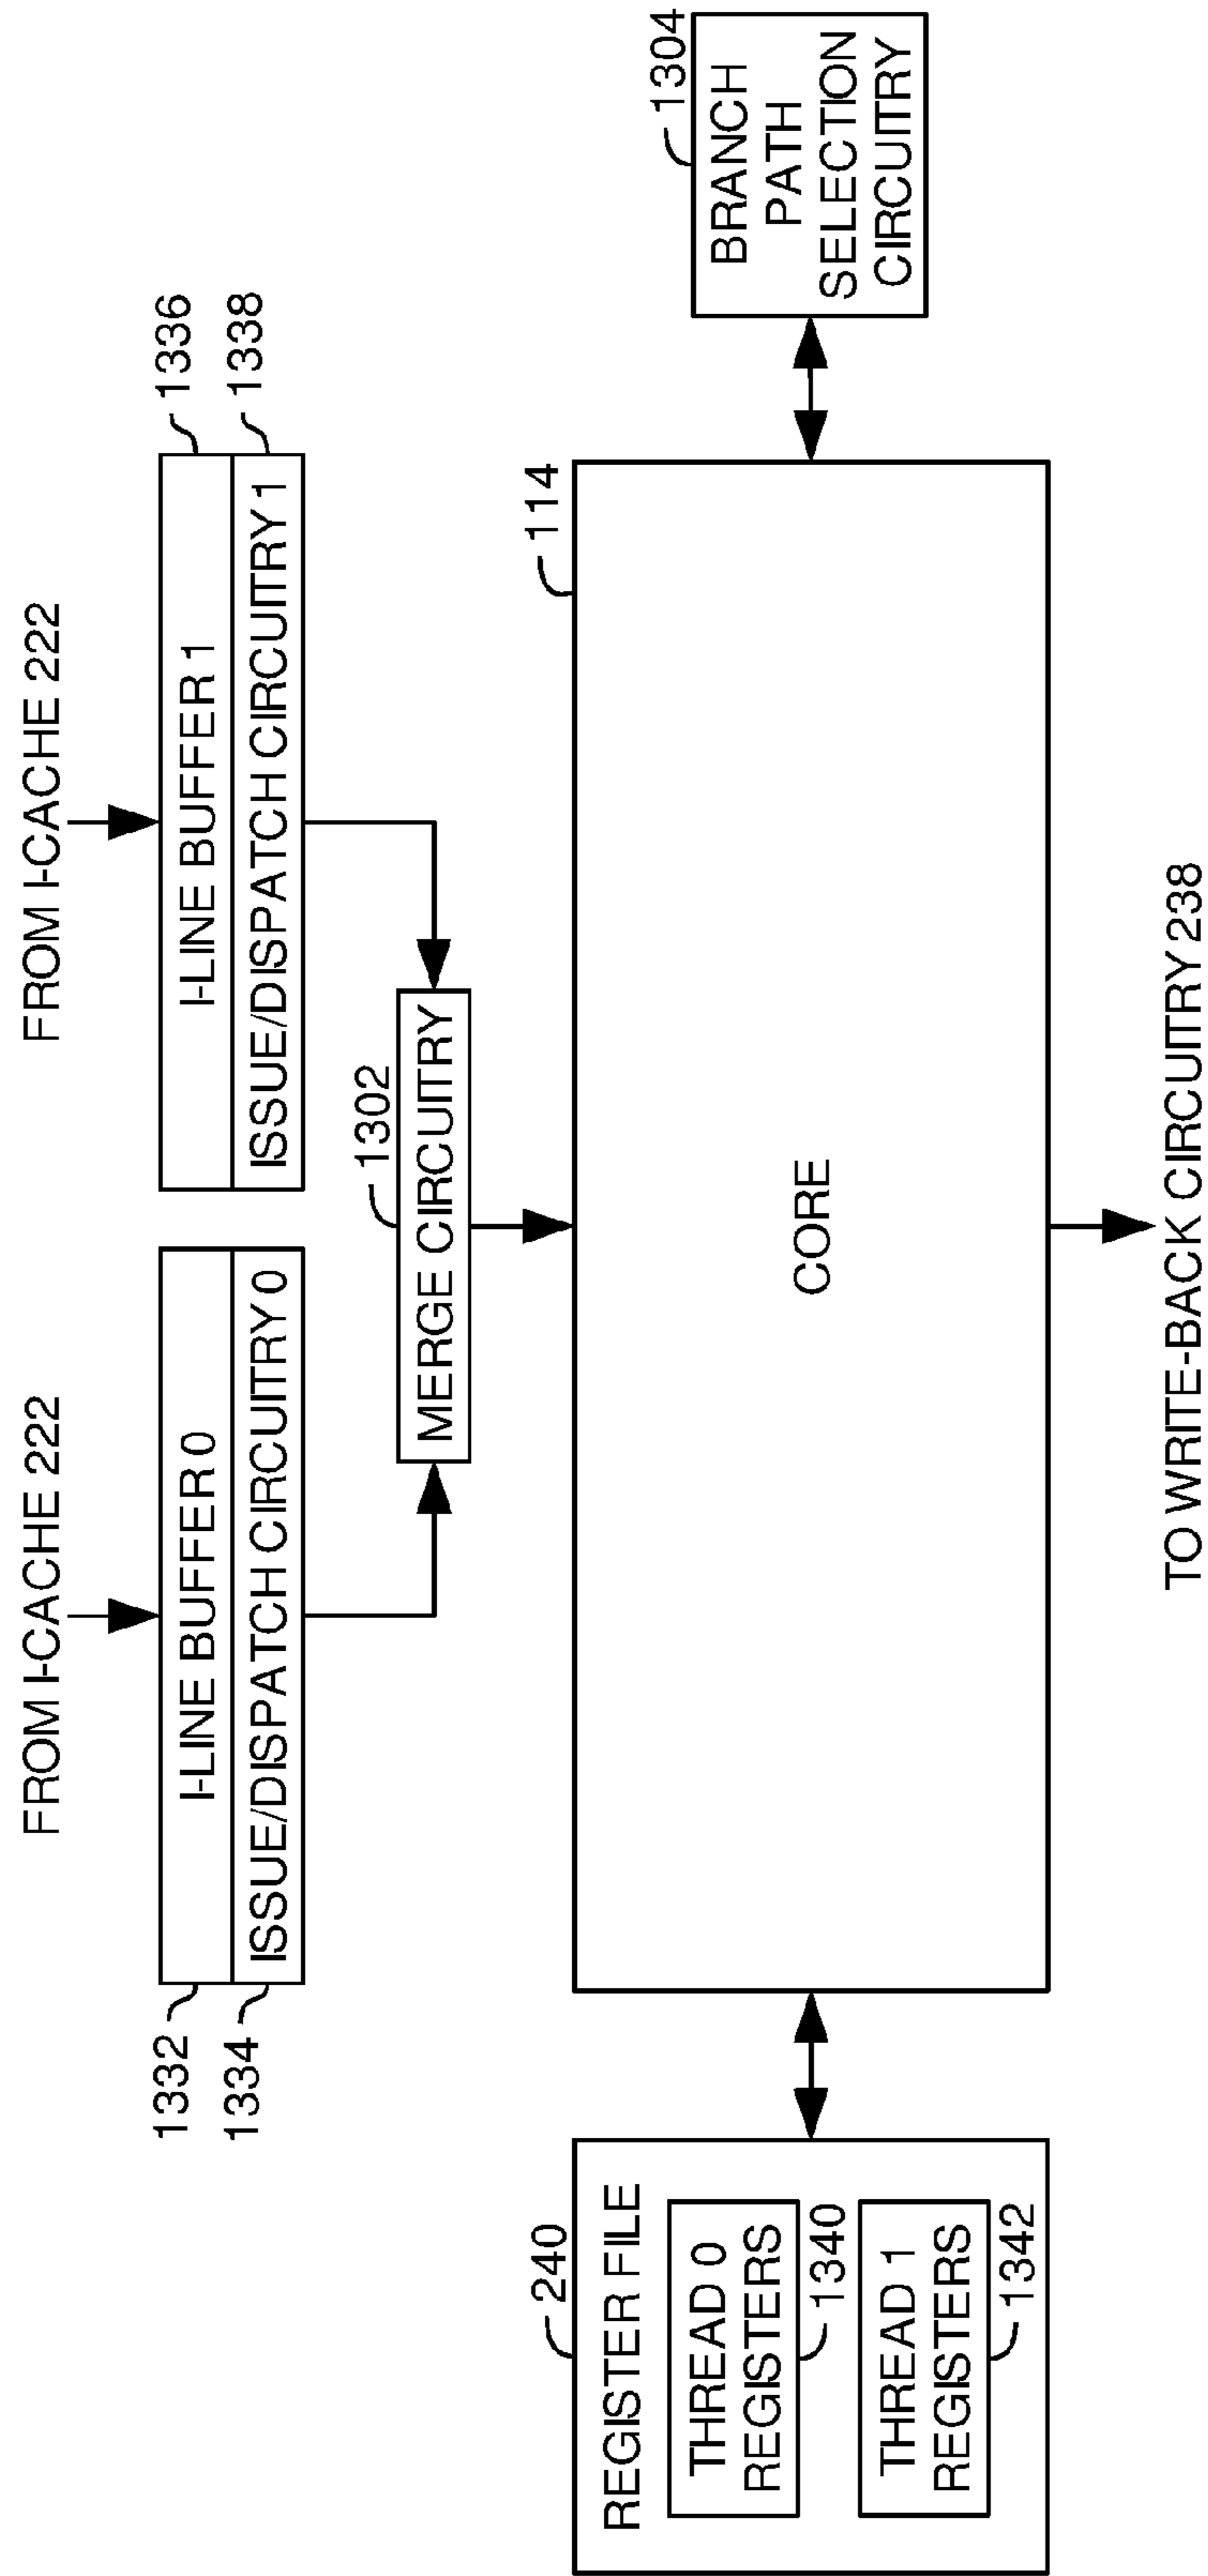 FROM I-CACHE 222
FROM I-CACHE 222
1332
I-LINE BUFFER 0
I-LINE BUFFER 1
1336
1334
ISSUE/DISPATCH CIRCUITRY 0
ISSUE/DISPATCH CIRCUITRY 1
1338
1302
MERGE CIRCUITRY
240
REGISTER FILE
THREAD 0
REGISTERS
1340
THREAD 1
REGISTERS
1342
114
CORE
1304
BRANCH
PATH
SELECTION
CIRCUITRY
TO WRITE-BACK CIRCUITRY 238